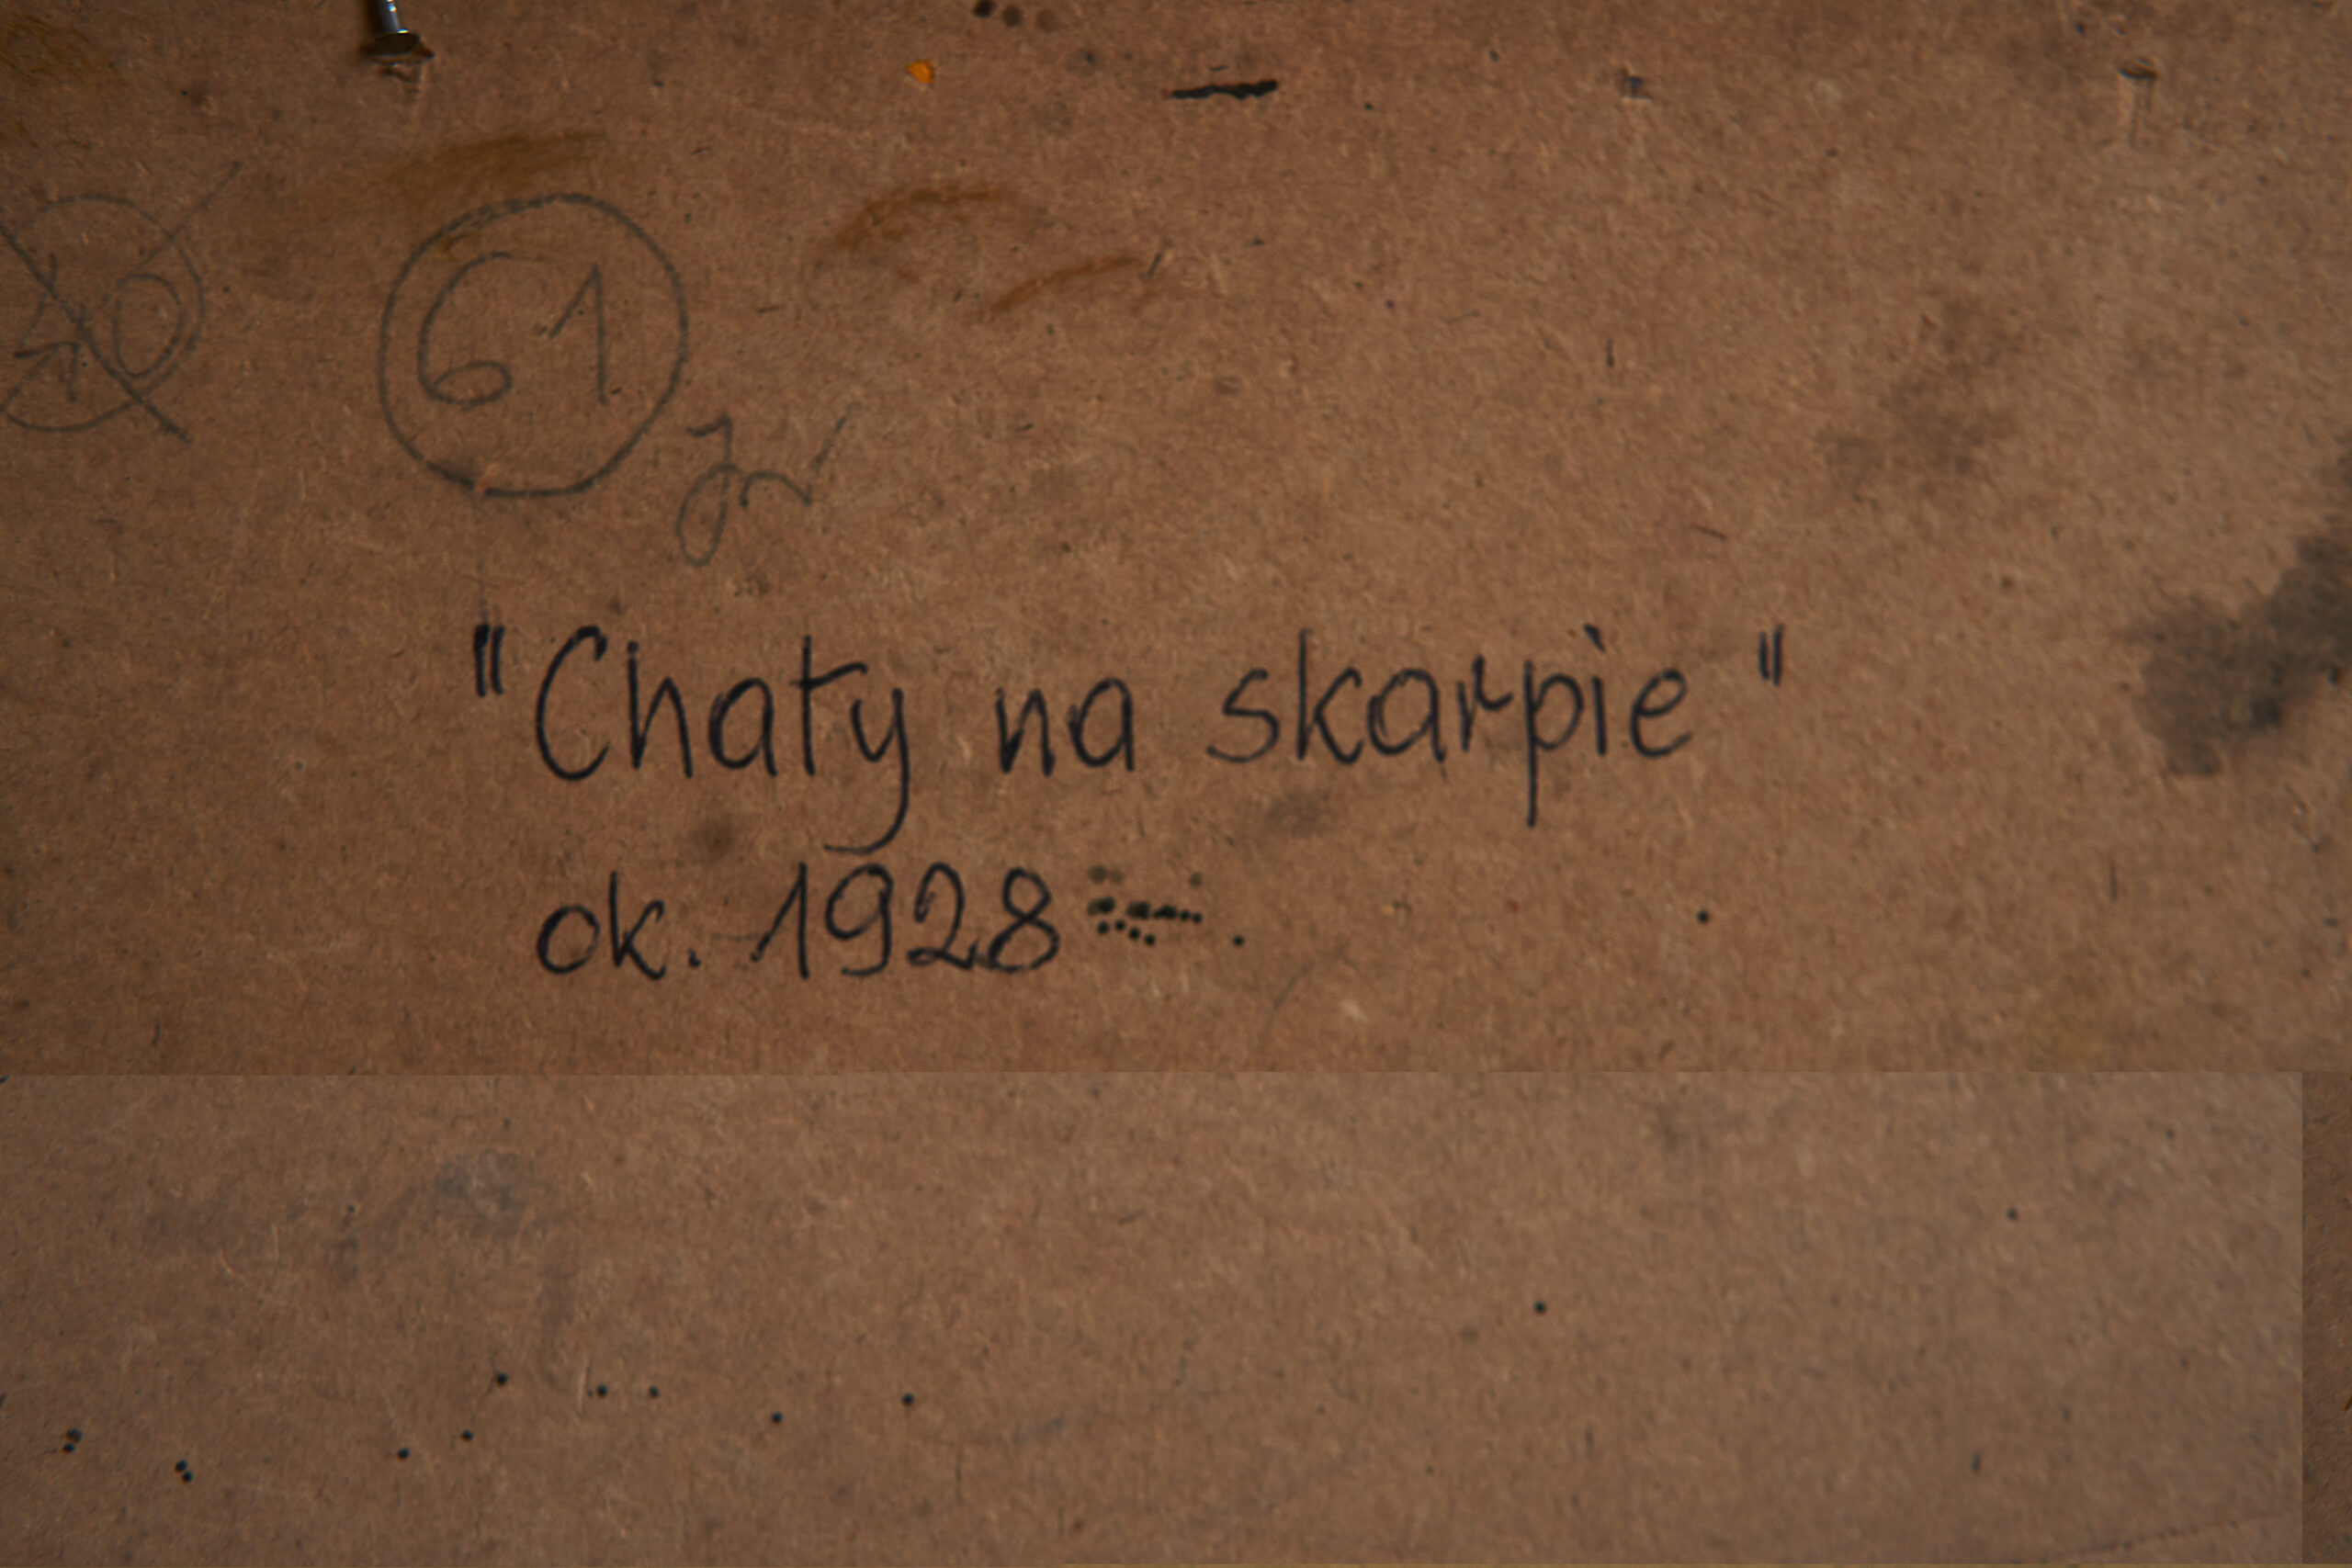 61
"Chaty na skarpie"
ok. 1928